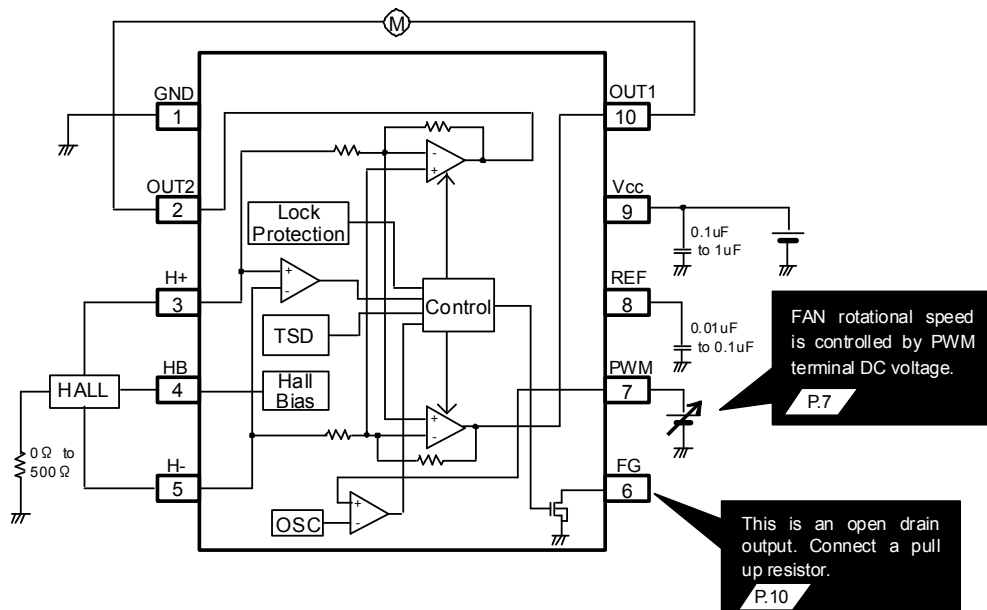 M
GND
1
OUT1
10
OUT2
2
Vcc
9
0.1uF
to 1uF
Lock
Protection
H+
3
REF
8
0.01uF
to 0.1uF
Control
TSD
HALL
HB
4
Hall
Bias
PWM
7
0Ω to
500Ω
H-
5
FG
6
OSC
+
-
FAN rotational speed
is controlled by PWM
terminal DC voltage.
P.7
This is an open drain
output. Connect a pull
up resistor.
P.10
-
+
+
-
+
-